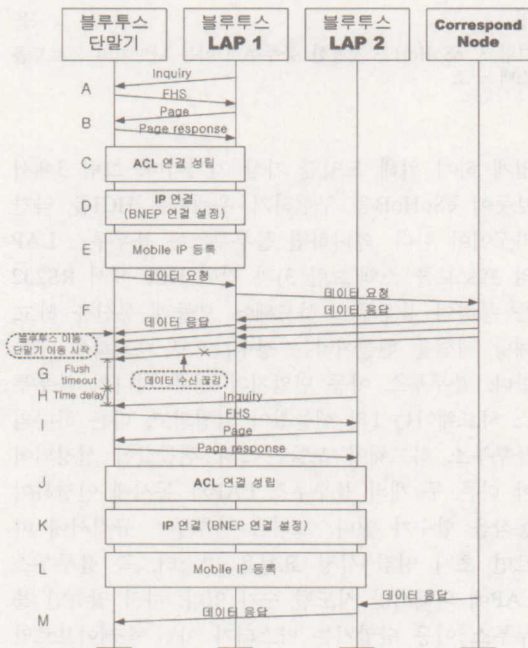 블루투스
단말기
블루투스
LAP 1
블루투스
LAP 2
Correspond
Node
Inquiry
A
FHS
Page
B
Page response
C
ACL 연결 성립
IP 연결
(BNEP 연결 설정)
E
Mobile IP 등록
데이터 요청
데이터 요청
F
데이터 응답
데이터 응답
블루투스 이동
단말기 이동 시작
G
Flush
timeout
데이터수신 끊김
H
Time delay
Inquiry
FHS
I
Page
Page response
ACL 연결 성립
IP 연결 (BNEP 연결 설정)
L
Mobile IP 등록
데이터 응답
데이터 응답
M